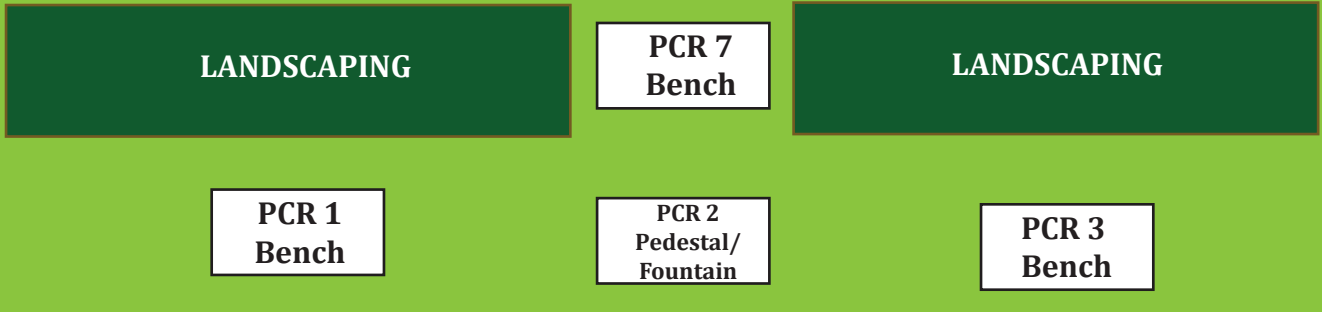 LANDSCAPING
PCR 7
Bench
LANDSCAPING
PCR 1
Bench
PCR 2
Pedestal/
Fountain
PCR 3
Bench